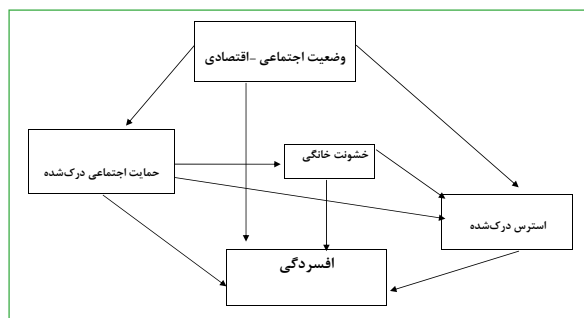 وضعیت اجتماعی -اقتصادی
خشونت خانگی
حمایت اجتماعی درک‌شده
استرس درک‌شده
افسردگی